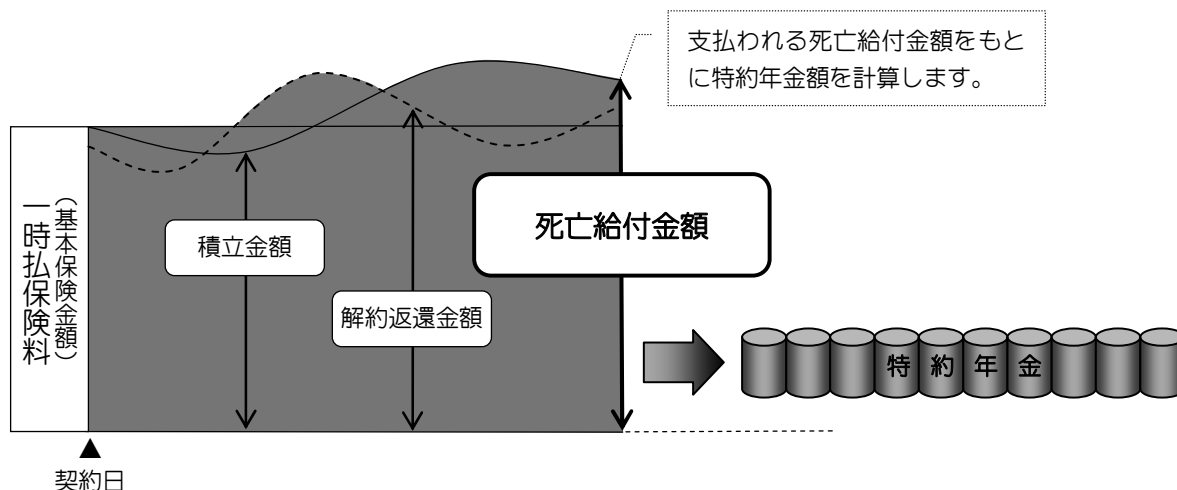 支払われる死亡給付金額をもと
に特約年金額を計算します。
一時払保険料
（基本保険金額）
積立金額
解約返還金額
死亡給付金額
特約年金
▲
契約日